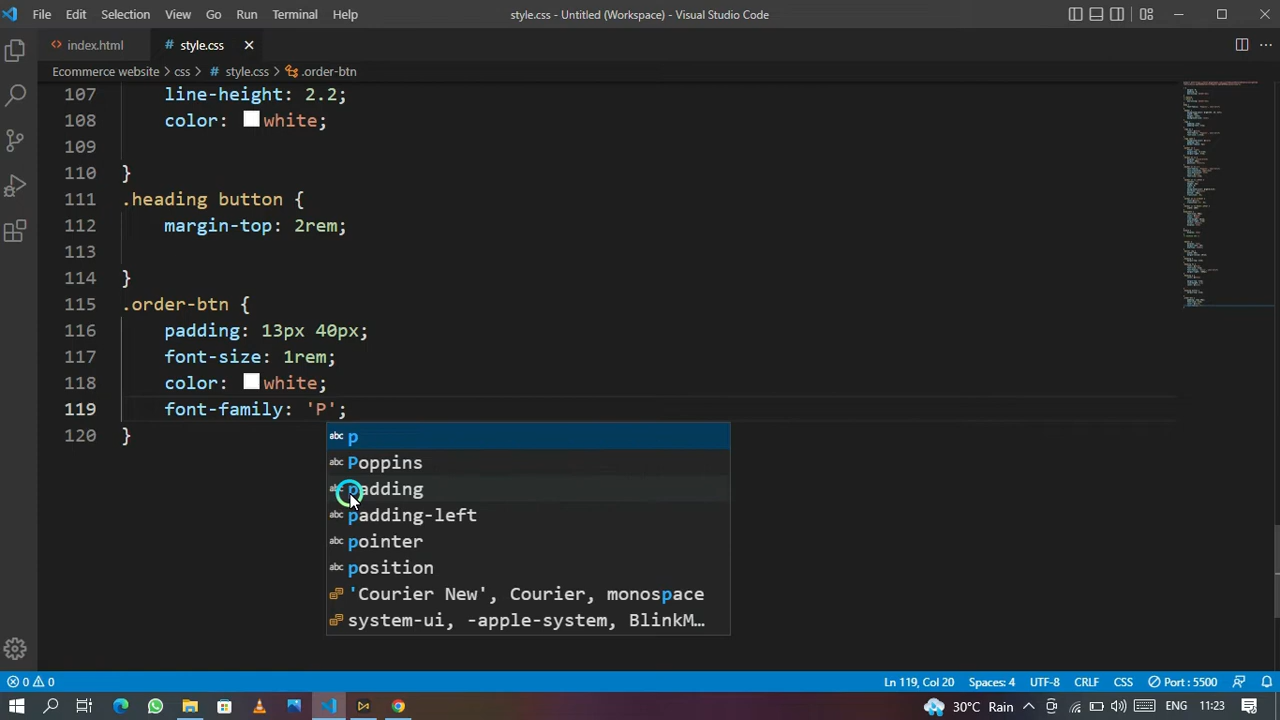 File Edit Selection View Go Run Terminal Help style.css - Untitled (Workspace) - Visual Studio Code
<> index.html # style.css
Ecommerce website > css > # style.css > .order-btn
107 line-height: 2.2;
108 color: white;
109
110 }
111 .heading button {
112 margin-top: 2rem;
113
114 }
115 .order-btn {
116 padding: 13px 40px;
117 font-size: 1rem;
118 color: white;
119 font-family: 'P';
120 }
abc p
abc Poppins
abc padding
abc padding-left
abc pointer
abc position
'Courier New', Courier, monospace
system-ui, -apple-system, BlinkM…
0 0 Ln 119, Col 20 Spaces: 4 UTF-8 CRLF CSS Port : 5500
30°C Rain ENG 11:23